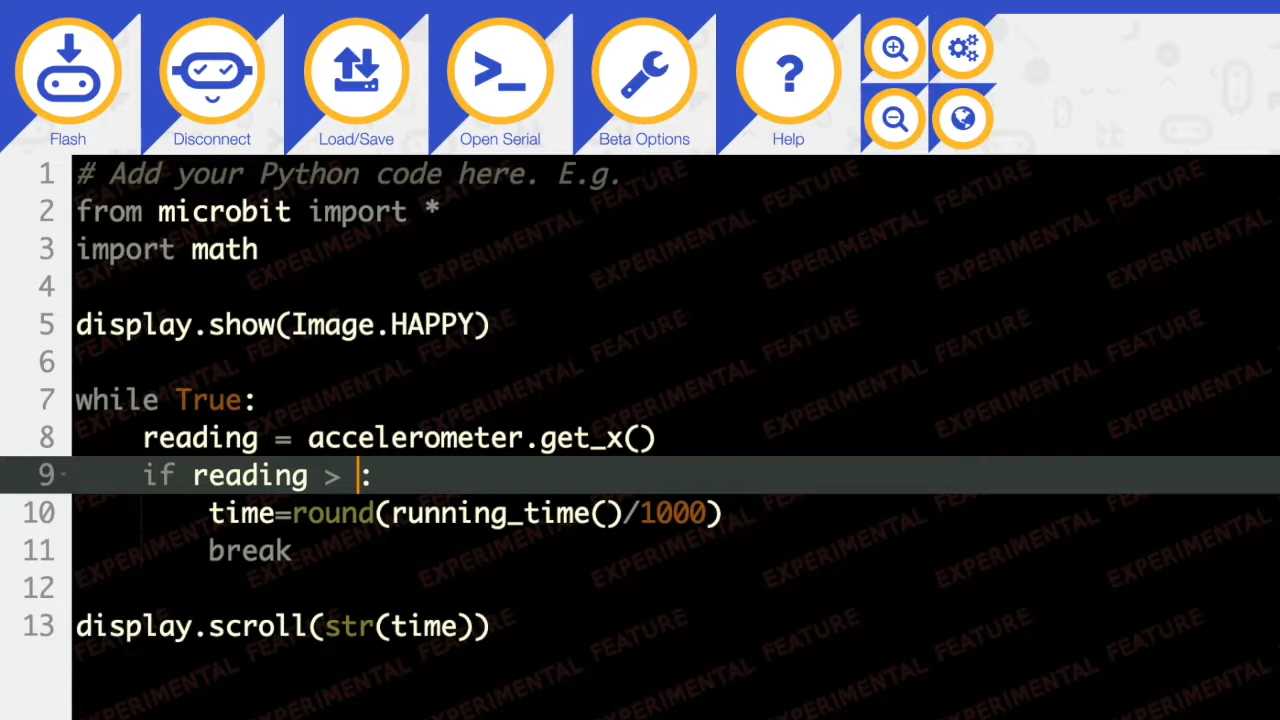 Flash
Disconnect
Load/Save
Open Serial
Beta Options
Help
1 # Add your Python code here. E.g.
2 from microbit import *
3 import math
4
5 display.show(Image.HAPPY)
6
7 while True:
8     reading = accelerometer.get_x()
9     if reading > :
10         time=round(running_time()/1000)
11         break
12
13 display.scroll(str(time))
EXPERIMENTAL FEATURE